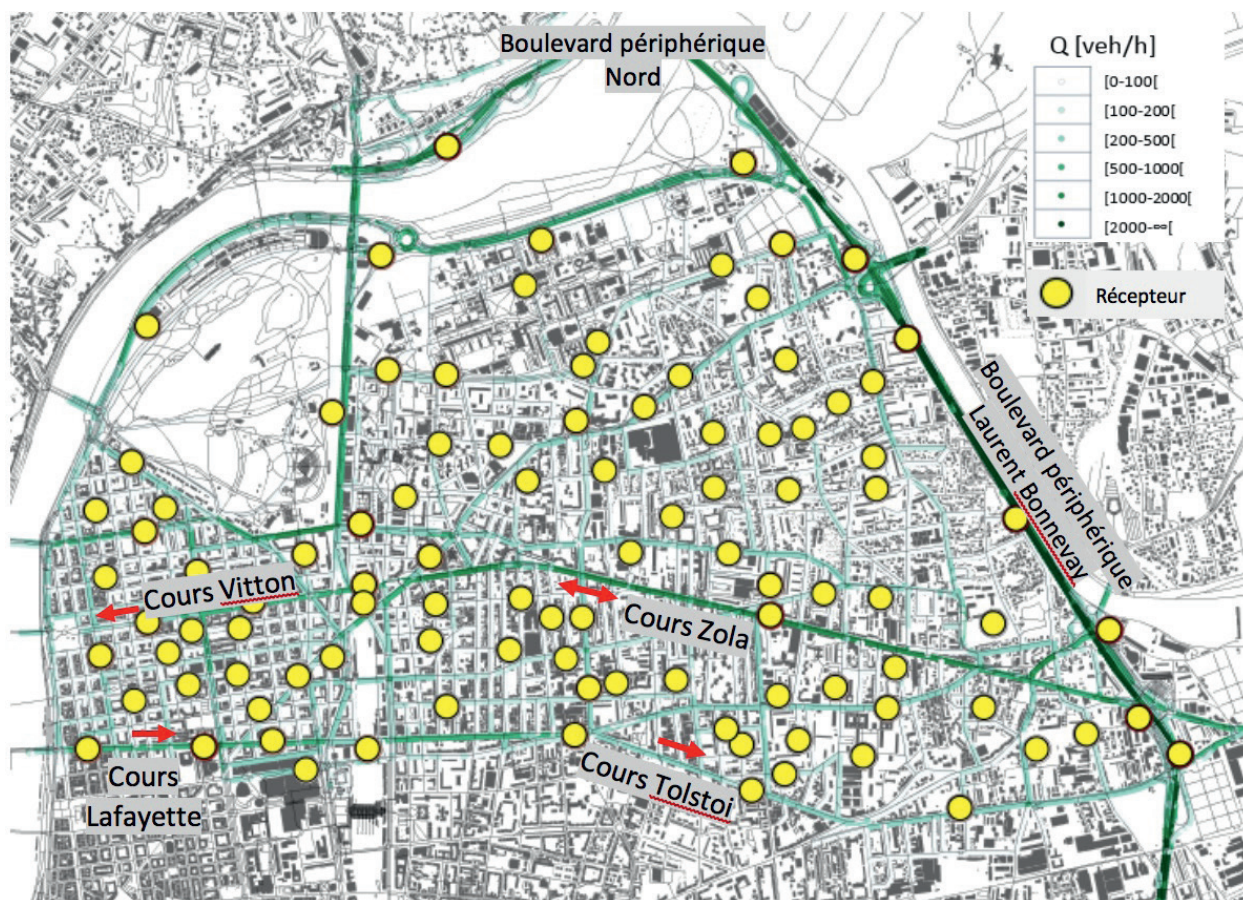 Boulevard périphérique
Nord
Q [veh/h]
[0-100[
[100-200[
[200-500[
[500-1000[
[1000-2000[
[2000-∞[
Récepteur
Boulevard périphérique
Laurent Bonnevay
Cours Vitton
Cours Zola
Cours
Lafayette
Cours Tolstoi